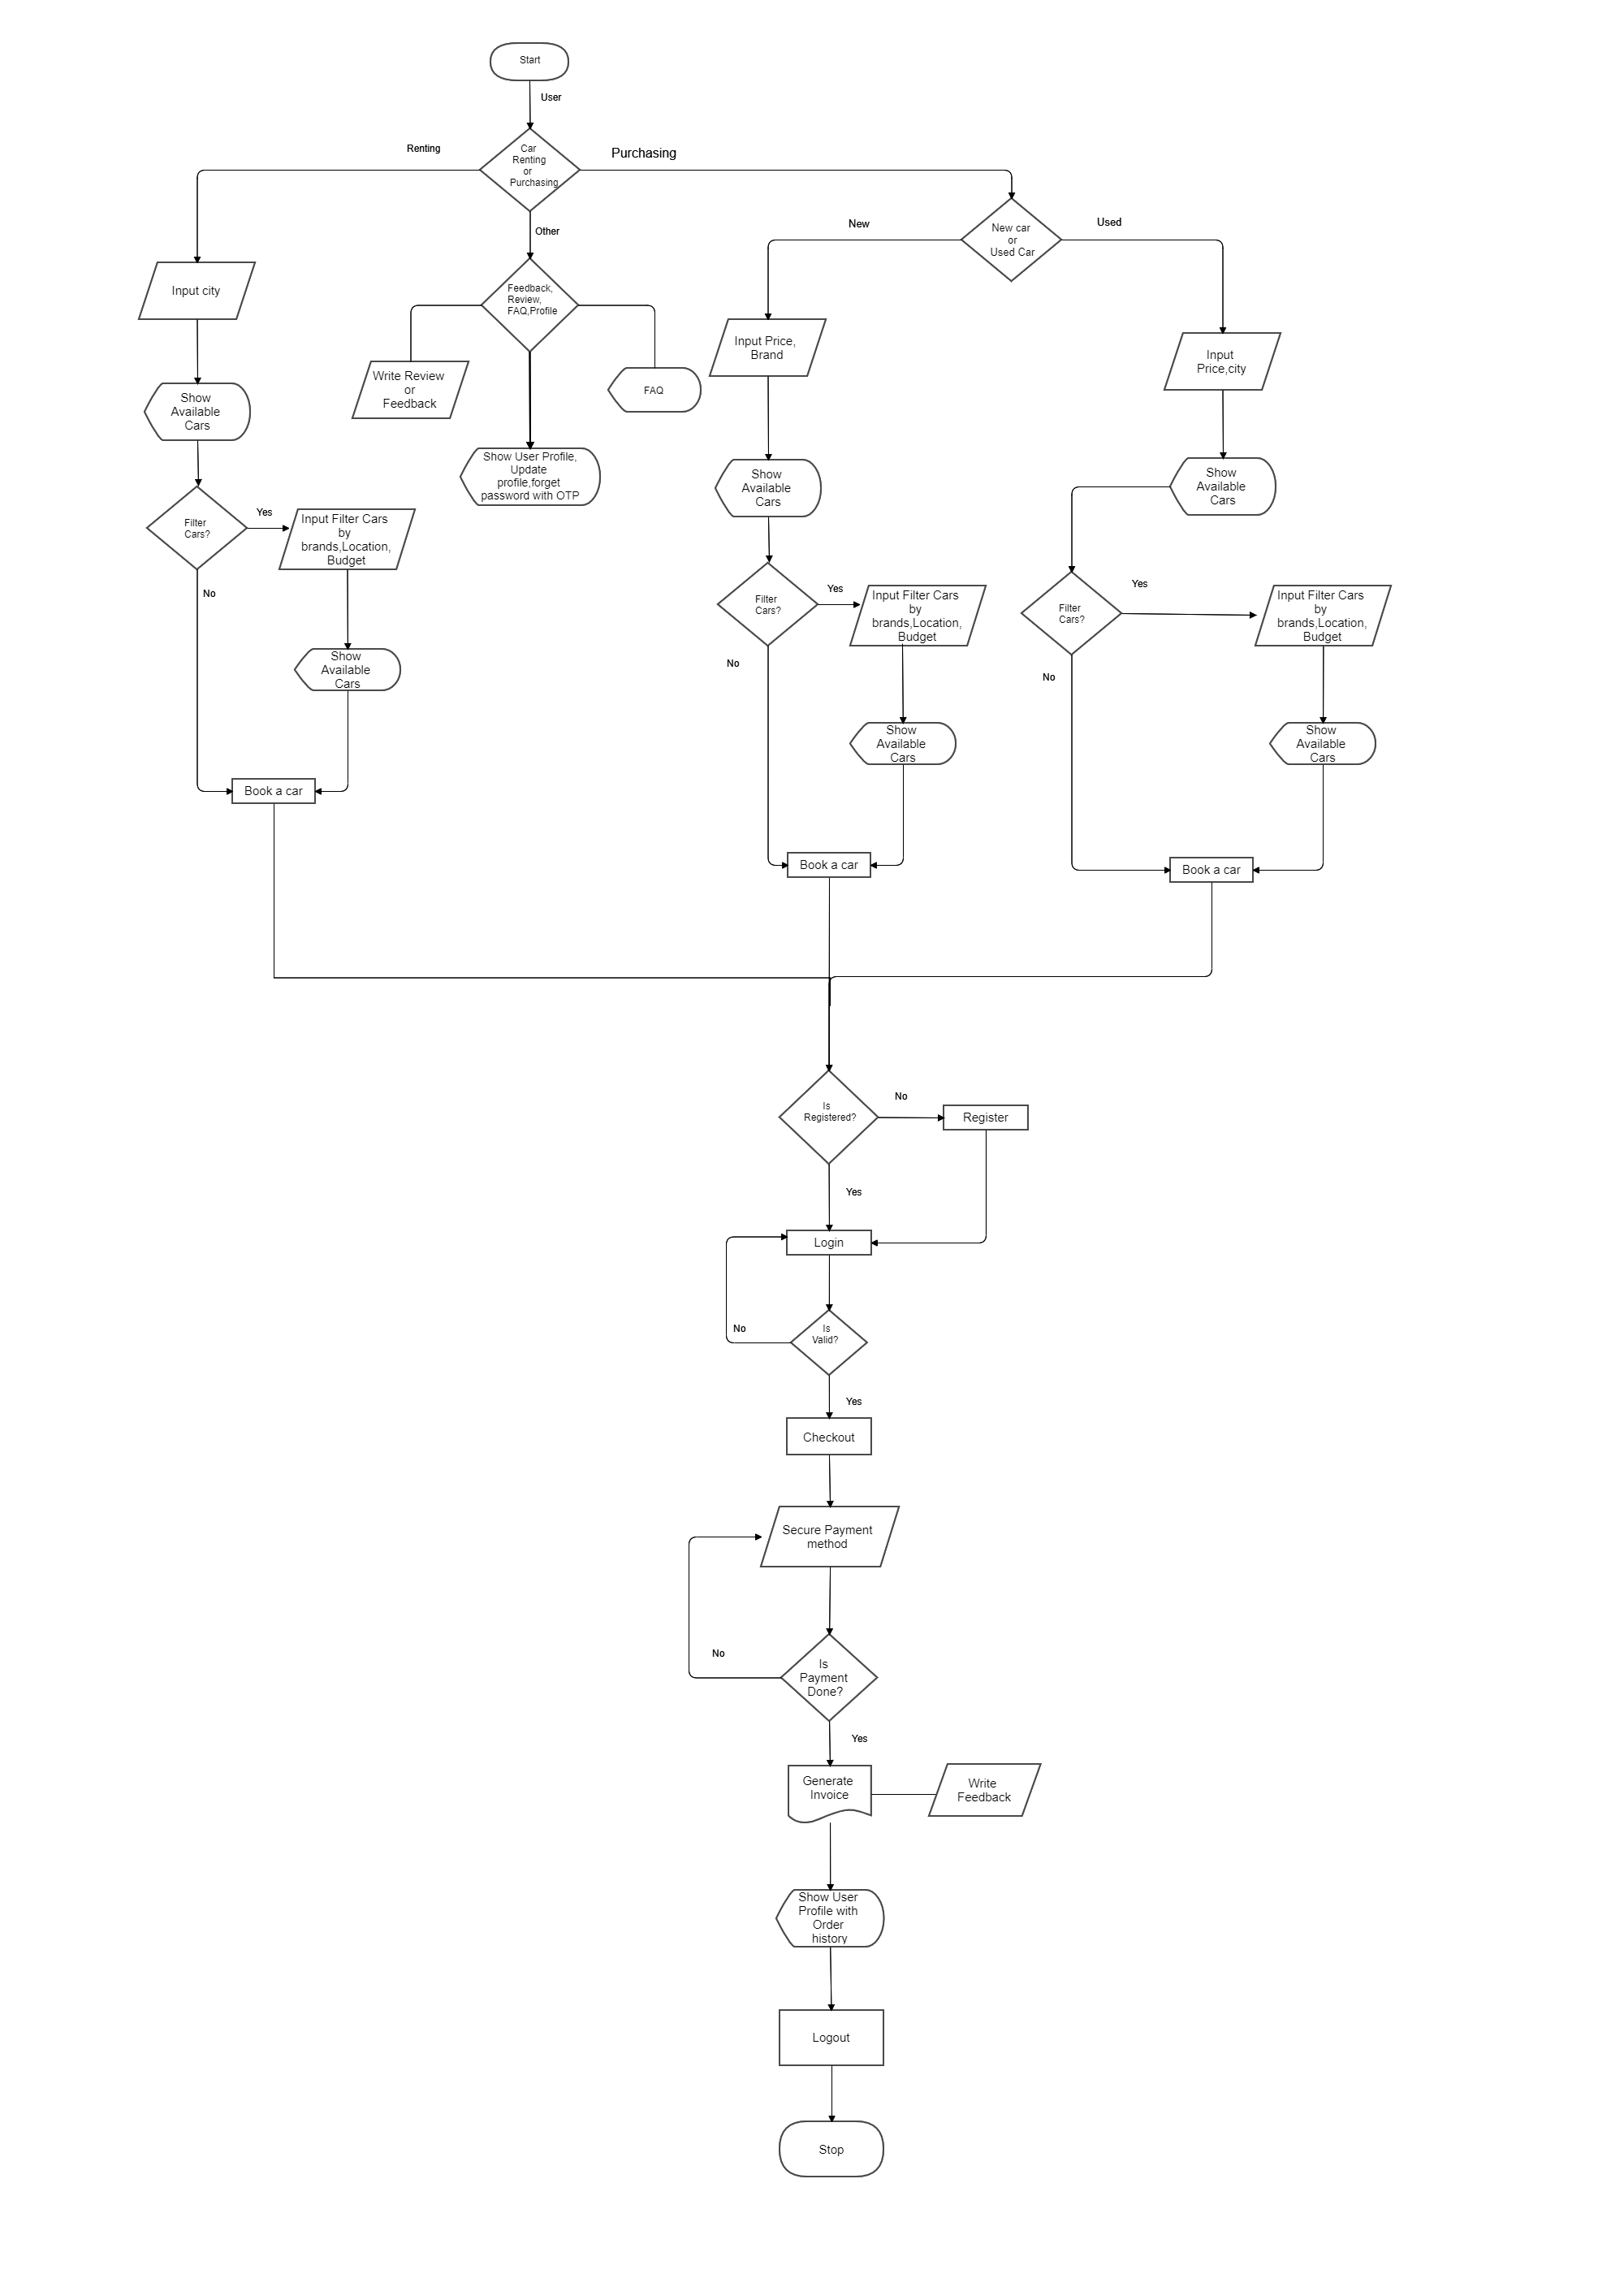 Start
User
Renting
Car
Renting
or
Purchasing
Purchasing
Other
New
New car
or
Used Car
Used
Input city
Feedback,
Review,
FAQ,Profile
Input Price,
Brand
Input
Price,city
Write Review
or
Feedback
FAQ
Show
Available
Cars
Show User Profile,
Update
profile,forget
password with OTP
Show
Available
Cars
Show
Available
Cars
Filter
Cars?
Yes
Input Filter Cars
by
brands,Location,
Budget
No
Filter
Cars?
Yes
Input Filter Cars
by
brands,Location,
Budget
No
Filter
Cars?
Yes
Input Filter Cars
by
brands,Location,
Budget
No
Show
Available
Cars
Show
Available
Cars
Show
Available
Cars
Book a car
Book a car
Book a car
Is
Registered?
No
Register
Yes
Login
Is
Valid?
No
Yes
Checkout
Secure Payment
method
No
Is
Payment
Done?
Yes
Generate
Invoice
Write
Feedback
Show User
Profile with
Order
history
Logout
Stop